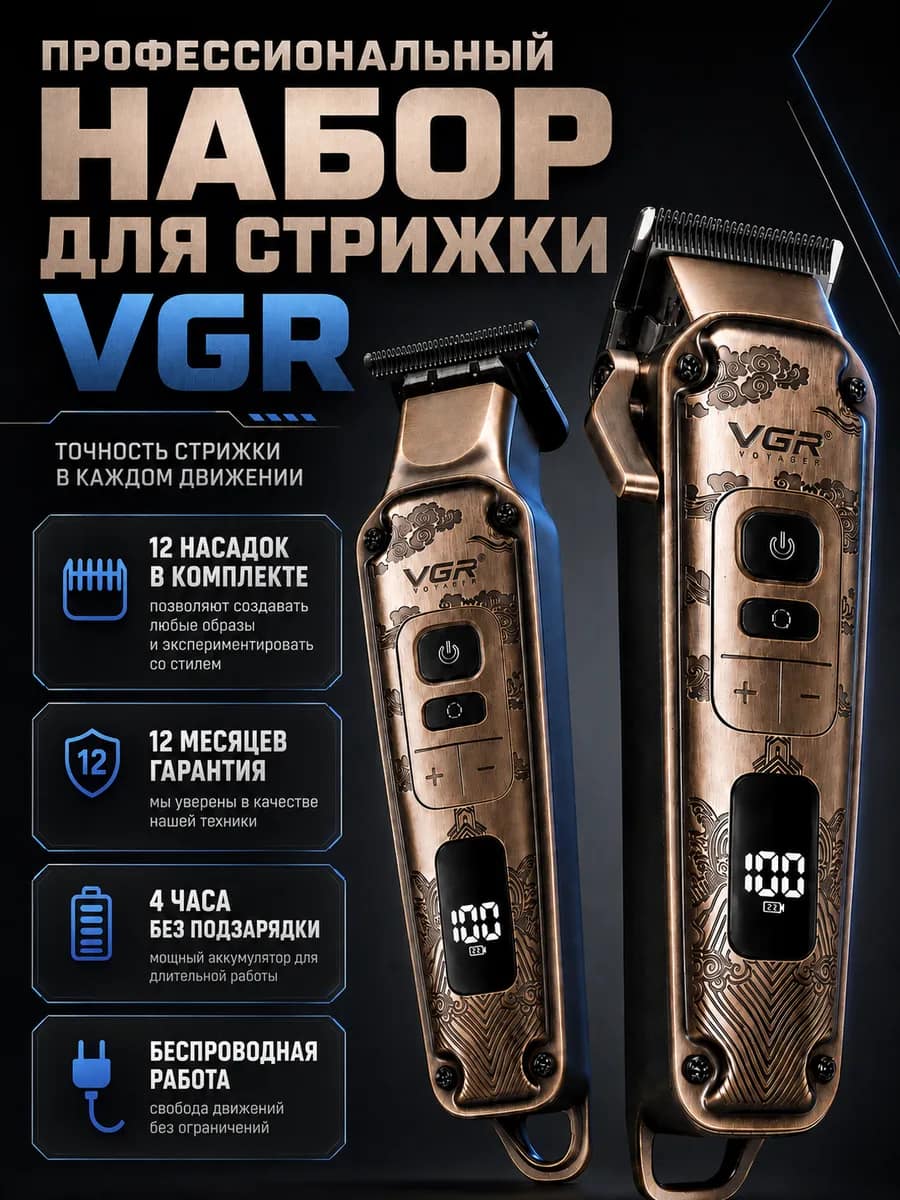 ПРОФЕССИОНАЛЬНЫЙ
НАБОР
ДЛЯ СТРИЖКИ
VGR
ТОЧНОСТЬ СТРИЖКИ
В КАЖДОМ ДВИЖЕНИИ
12 НАСАДОК
В КОМПЛЕКТЕ
позволяют создавать
любые образы
и экспериментировать
со стилем
12
12 МЕСЯЦЕВ
ГАРАНТИЯ
мы уверены в качестве
нашей техники
4 ЧАСА
БЕЗ ПОДЗАРЯДКИ
мощный аккумулятор для
длительной работы
БЕСПРОВОДНАЯ
РАБОТА
свобода движений
без ограничений
VGR®
VOYAGER
+ −
100
VGR®
VOYAGER
+ −
100